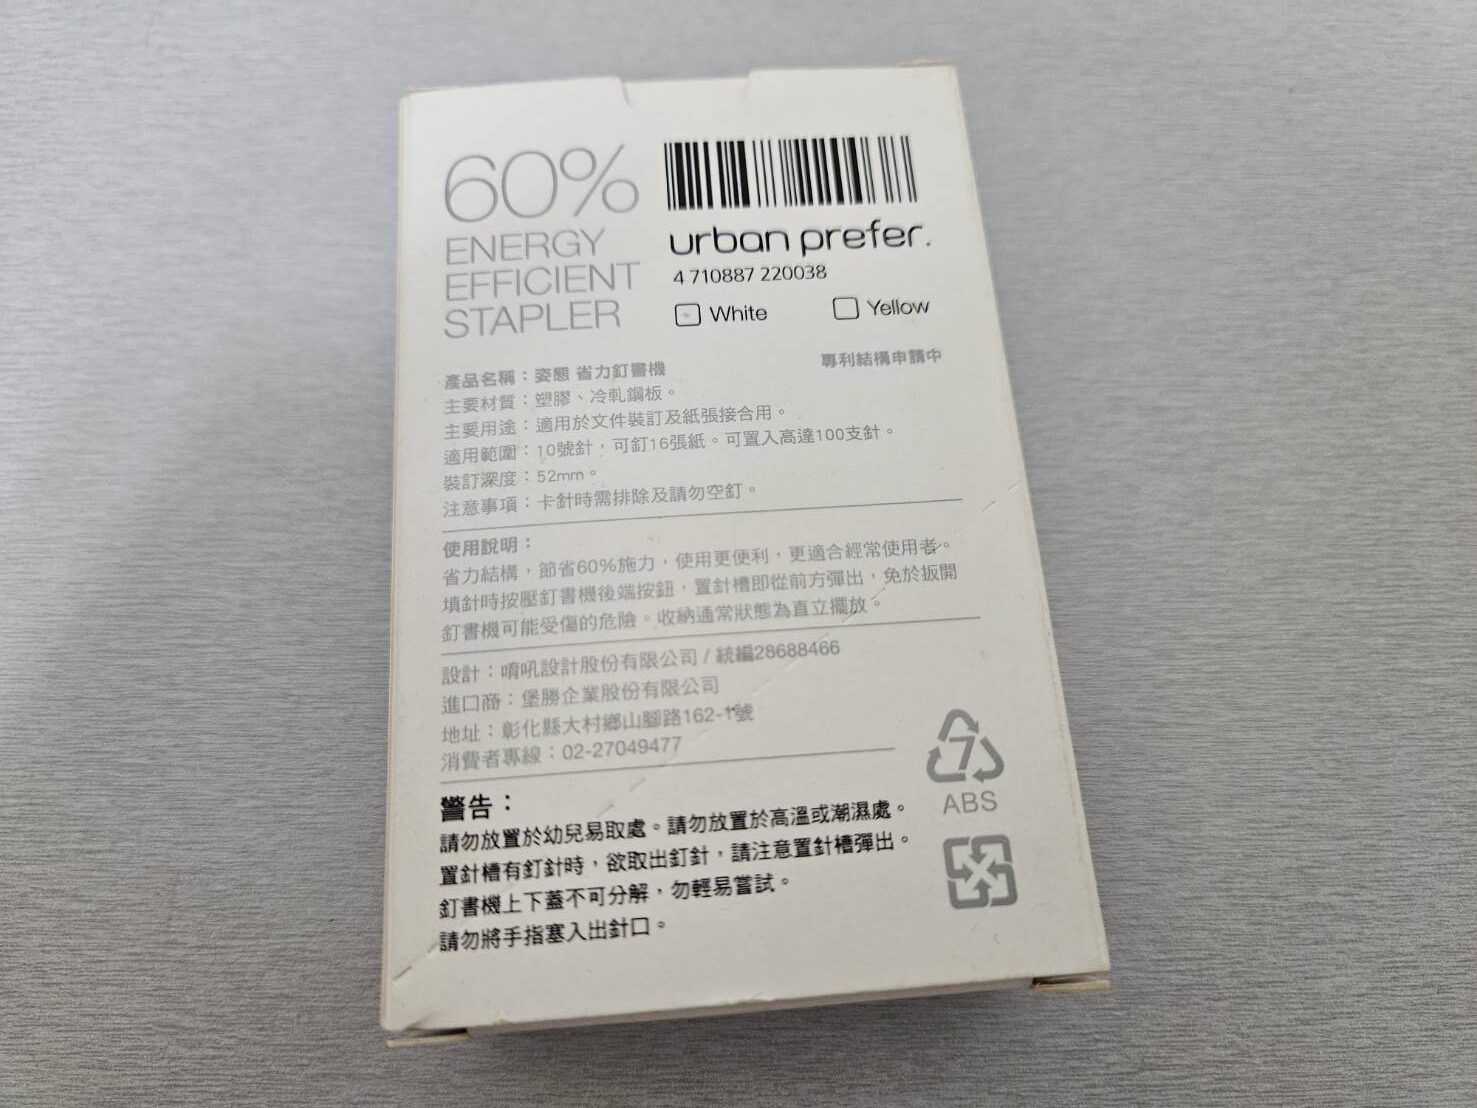 60%
ENERGY
EFFICIENT
STAPLER
urban prefer.
4 710887 220038
White
Yellow
專利結構申請中
產品名稱：姿態 省力釘書機
主要材質：塑膠、冷軋鋼板。
主要用途：適用於文件裝訂及紙張接合用。
適用範圍：10號針，可釘16張紙。可置入高達100支針。
裝訂深度：52mm。
注意事項：卡針時需排除及請勿空釘。
使用說明：
省力結構，節省60%施力，使用更便利，更適合經常使用者。
填針時按壓釘書機後端按鈕，置針槽即從前方彈出，免於扳開
釘書機可能受傷的危險。收納通常狀態為直立擺放。
設計：唷吼設計股份有限公司 / 統編28688466
進口商：堡勝企業股份有限公司
地址：彰化縣大村鄉山腳路162-1號
消費者專線：02-27049477
警告：
請勿放置於幼兒易取處。請勿放置於高溫或潮濕處。
置針槽有釘針時，欲取出釘針，請注意置針槽彈出。
釘書機上下蓋不可分解，勿輕易嘗試。
請勿將手指塞入出針口。
7
ABS